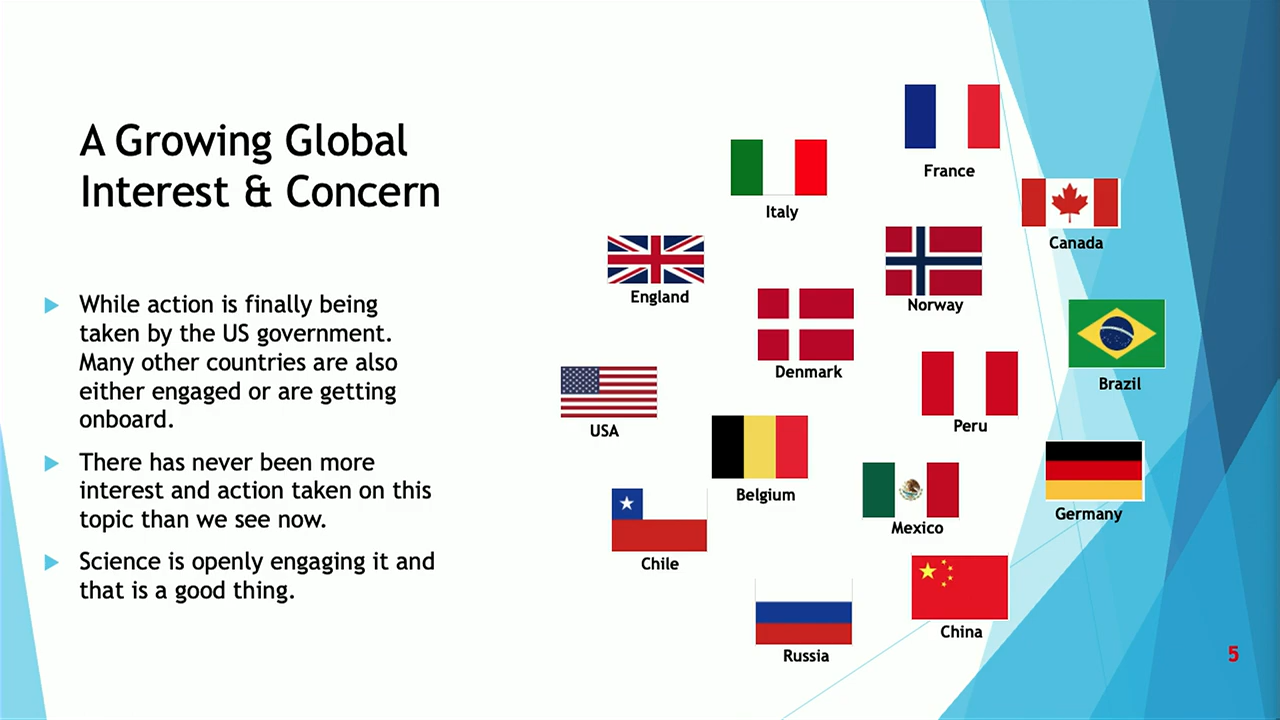 A Growing Global
Interest & Concern
While action is finally being
taken by the US government.
Many other countries are also
either engaged or are getting
onboard.
There has never been more
interest and action taken on this
topic than we see now.
Science is openly engaging it and
that is a good thing.
France
Italy
Canada
England
Norway
Denmark
Brazil
USA
Peru
Belgium
Germany
Mexico
Chile
China
Russia
5